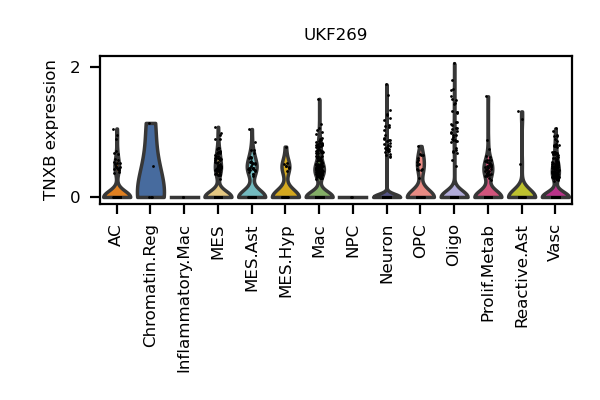 UKF269
TNXB expression
2
0
AC
Chromatin.Reg
Inflammatory.Mac
MES
MES.Ast
MES.Hyp
Mac
NPC
Neuron
OPC
Oligo
Prolif.Metab
Reactive.Ast
Vasc